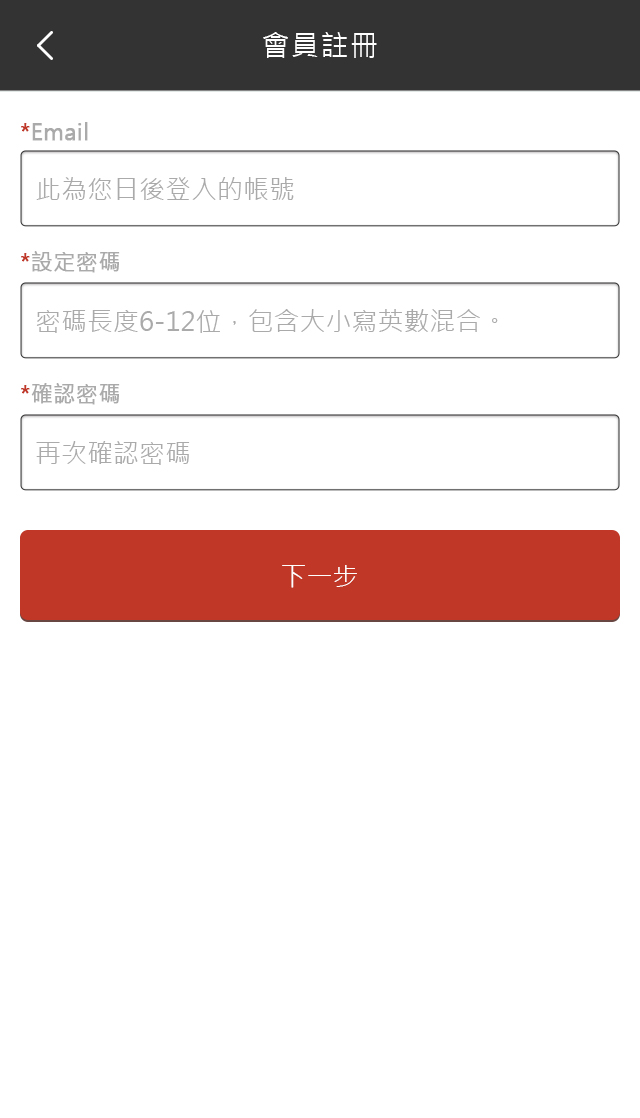 會員註冊
*Email
此為您日後登入的帳號
*設定密碼
密碼長度6-12位，包含大小寫英數混合。
*確認密碼
再次確認密碼
下一步